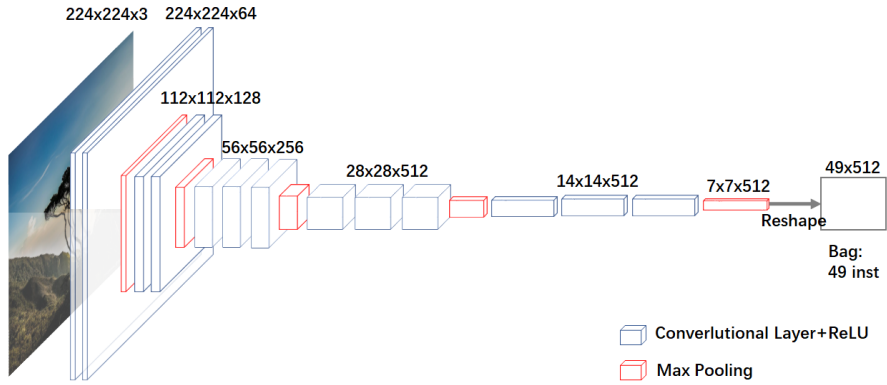 224x224x3
224x224x64
112x112x128
56x56x256
28x28x512
14x14x512
7x7x512
49x512
Reshape
Bag:
49 inst
Converlutional Layer+ReLU
Max Pooling